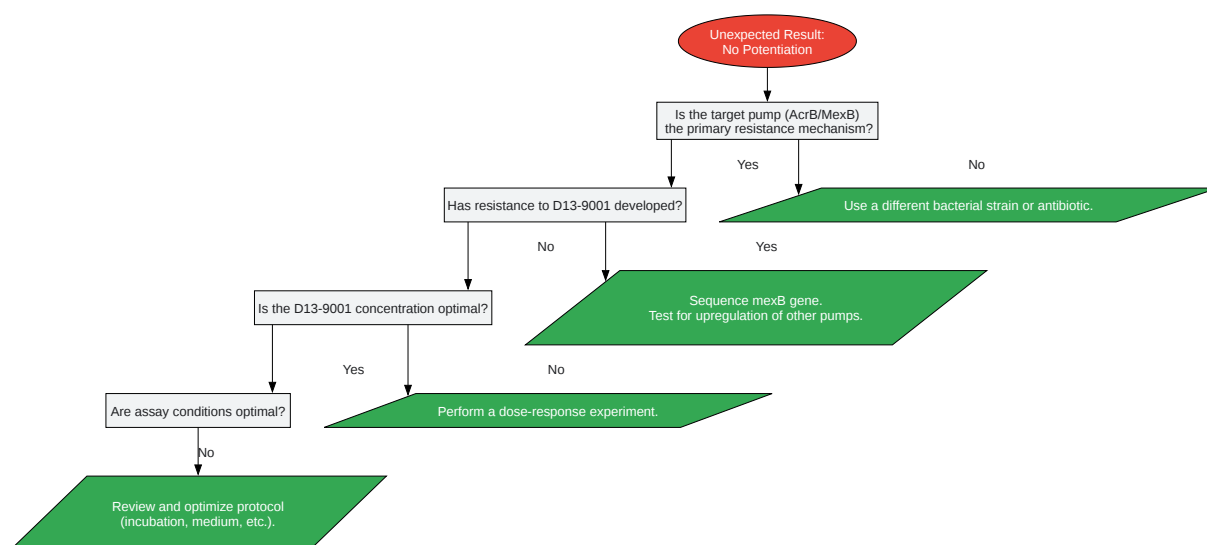 Unexpected Result:
No Potentiation
Is the target pump (AcrB/MexB)
the primary resistance mechanism?
Yes
No
Has resistance to D13-9001 developed?
Use a different bacterial strain or antibiotic.
No
Yes
Is the D13-9001 concentration optimal?
Sequence mexB gene.
Test for upregulation of other pumps.
Yes
No
Are assay conditions optimal?
Perform a dose-response experiment.
No
Review and optimize protocol
(incubation, medium, etc.).